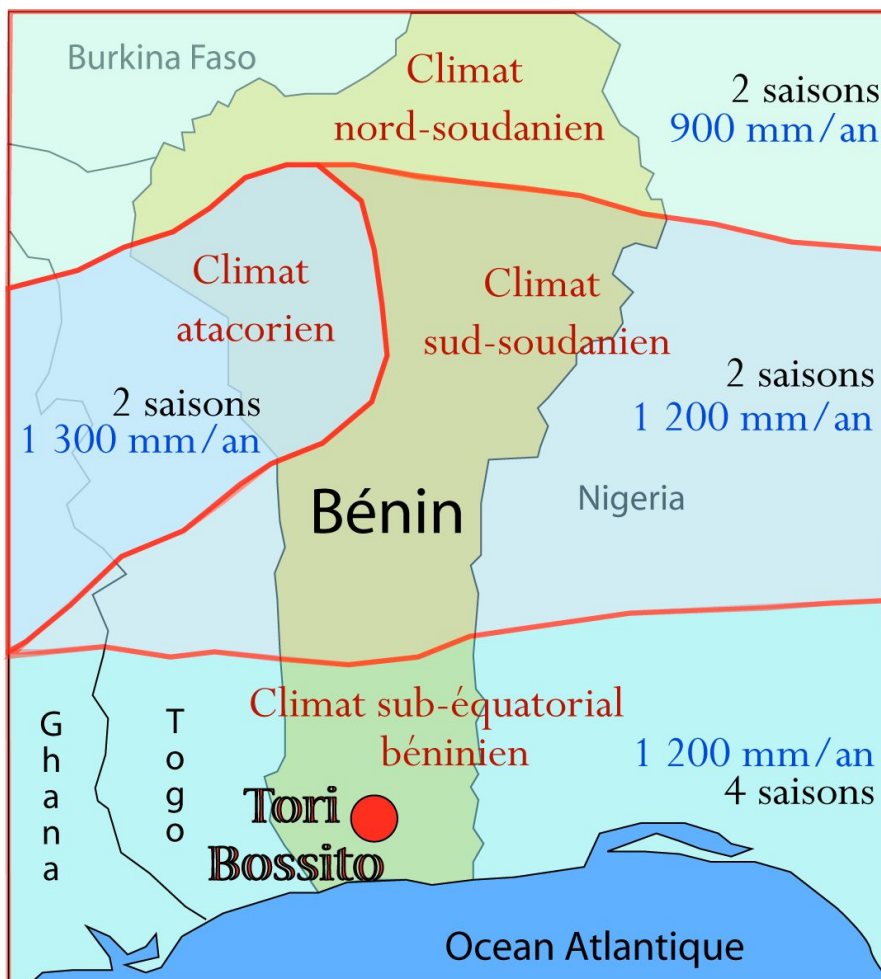 Burkina Faso
Climat
nord-soudanien
2 saisons
900 mm/an
Climat
atacorien
Climat
sud-soudanien
2 saisons
1 300 mm/an
2 saisons
1 200 mm/an
Bénin
Nigeria
Ghana
Togo
Climat sub-équatorial
béninien
1 200 mm/an
4 saisons
Tori
Bossito
Ocean Atlantique